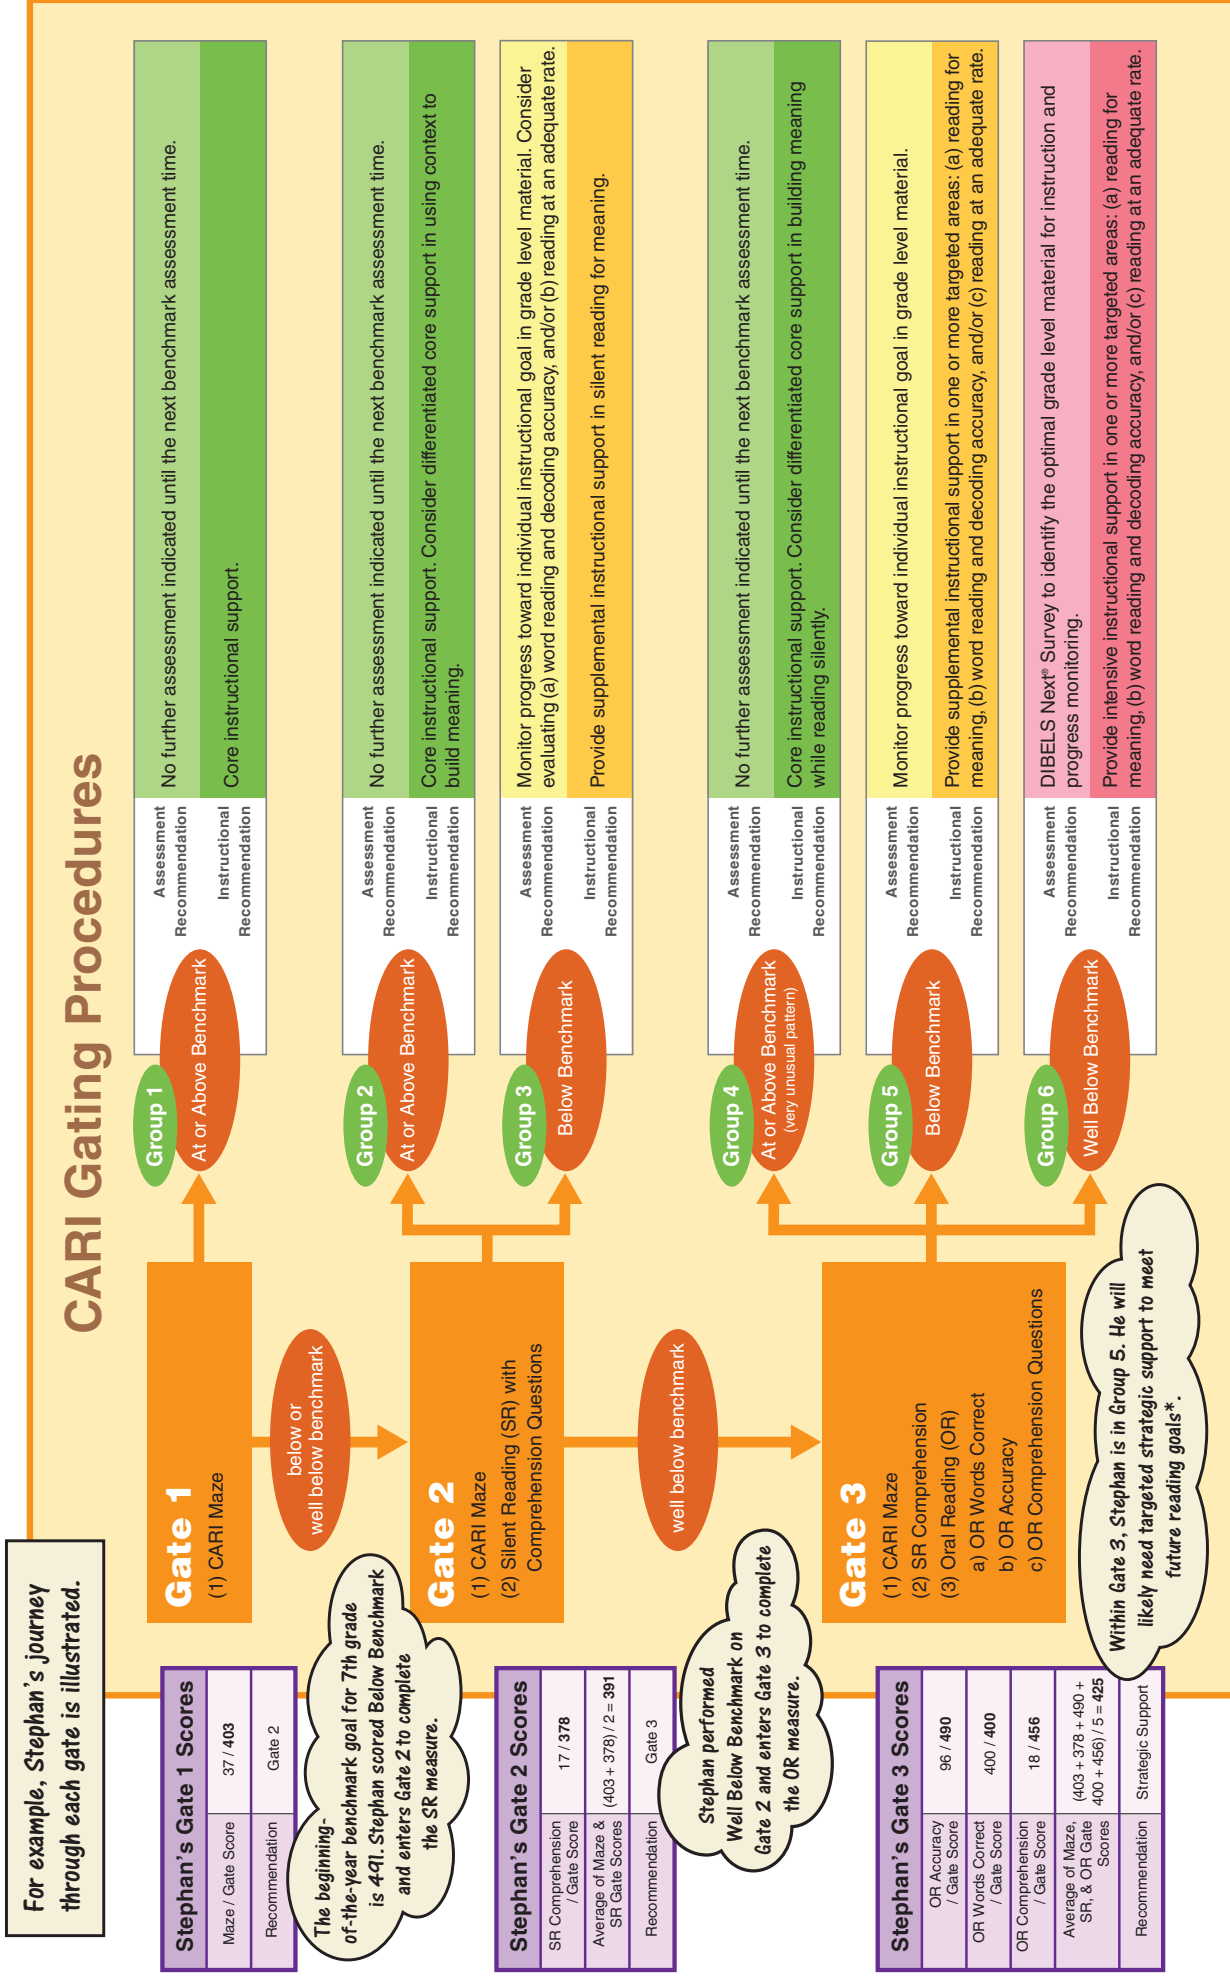 CARI Gating Procedures
For example, Stephan's journey
through each gate is illustrated.
Stephan's Gate 1 Scores
Maze / Gate Score
37 / 403
Recommendation
Gate 2
The beginning-
of-the-year benchmark goal for 7th grade
is 491. Stephan scored Below Benchmark
and enters Gate 2 to complete
the SR measure.
Gate 1
(1) CARI Maze
below or
well below benchmark
Group 1
At or Above Benchmark
Assessment
Recommendation
No further assessment indicated until the next benchmark assessment time.
Instructional
Recommendation
Core instructional support.
Stephan's Gate 2 Scores
SR Comprehension
/ Gate Score
17 / 378
Average of Maze &
SR Gate Scores
(403 + 378) / 2 = 391
Recommendation
Gate 3
Stephan performed
Well Below Benchmark on
Gate 2 and enters Gate 3 to complete
the OR measure.
Gate 2
(1) CARI Maze
(2) Silent Reading (SR) with
Comprehension Questions
well below benchmark
Group 2
At or Above Benchmark
Assessment
Recommendation
No further assessment indicated until the next benchmark assessment time.
Instructional
Recommendation
Core instructional support. Consider differentiated core support in using context to
build meaning.
Group 3
Below Benchmark
Assessment
Recommendation
Monitor progress toward individual instructional goal in grade level material. Consider
evaluating (a) word reading and decoding accuracy, and/or (b) reading at an adequate rate.
Instructional
Recommendation
Provide supplemental instructional support in silent reading for meaning.
Stephan's Gate 3 Scores
OR Accuracy
/ Gate Score
96 / 490
OR Words Correct
/ Gate Score
400 / 400
OR Comprehension
/ Gate Score
18 / 456
Average of Maze,
SR, & OR Gate
Scores
(403 + 378 + 490 +
400 + 456) / 5 = 425
Recommendation
Strategic Support
Gate 3
(1) CARI Maze
(2) SR Comprehension
(3) Oral Reading (OR)
a) OR Words Correct
b) OR Accuracy
c) OR Comprehension Questions
Within Gate 3, Stephan is in Group 5. He will
likely need targeted strategic support to meet
future reading goals*.
Group 4
At or Above Benchmark
(very unusual pattern)
Assessment
Recommendation
No further assessment indicated until the next benchmark assessment time.
Instructional
Recommendation
Core instructional support. Consider differentiated core support in building meaning
while reading silently.
Group 5
Below Benchmark
Assessment
Recommendation
Monitor progress toward individual instructional goal in grade level material.
Instructional
Recommendation
Provide supplemental instructional support in one or more targeted areas: (a) reading for
meaning, (b) word reading and decoding accuracy, and/or (c) reading at an adequate rate.
Group 6
Well Below Benchmark
Assessment
Recommendation
DIBELS Next® Survey to identify the optimal grade level material for instruction and
progress monitoring.
Instructional
Recommendation
Provide intensive instructional support in one or more targeted areas: (a) reading for
meaning, (b) word reading and decoding accuracy, and/or (c) reading at an adequate rate.